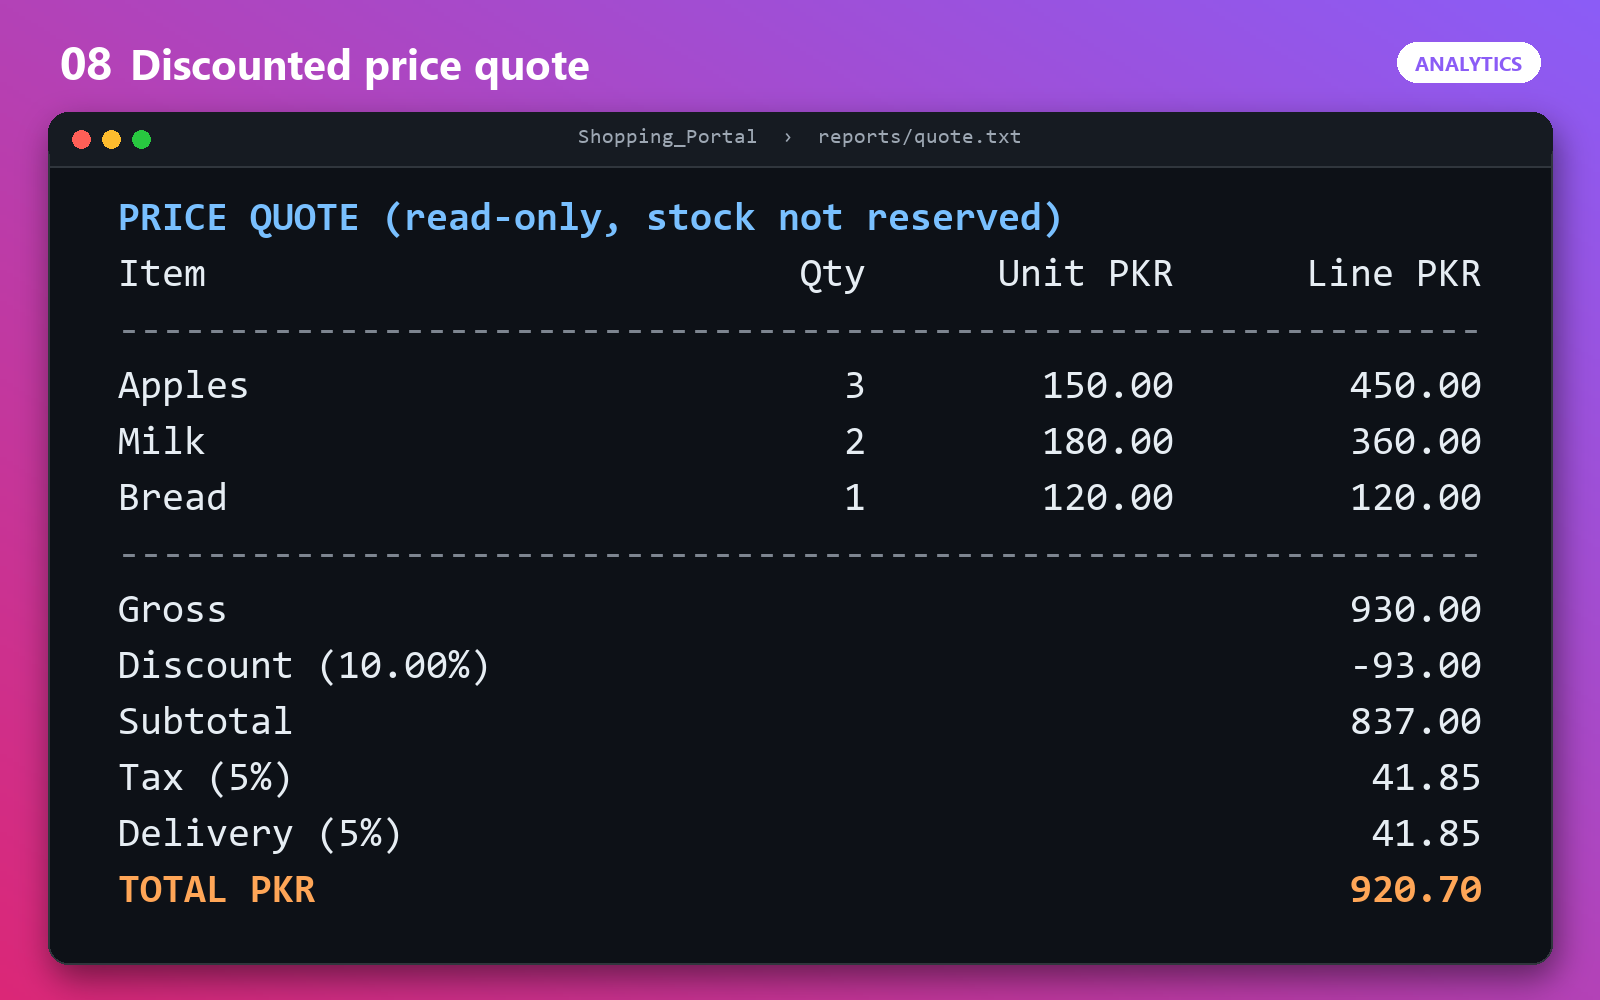 08 Discounted price quote
ANALYTICS
Shopping_Portal › reports/quote.txt
PRICE QUOTE (read-only, stock not reserved)
Item Qty Unit PKR Line PKR
--------------------------------------------------------------
Apples 3 150.00 450.00
Milk 2 180.00 360.00
Bread 1 120.00 120.00
--------------------------------------------------------------
Gross 930.00
Discount (10.00%) -93.00
Subtotal 837.00
Tax (5%) 41.85
Delivery (5%) 41.85
TOTAL PKR 920.70